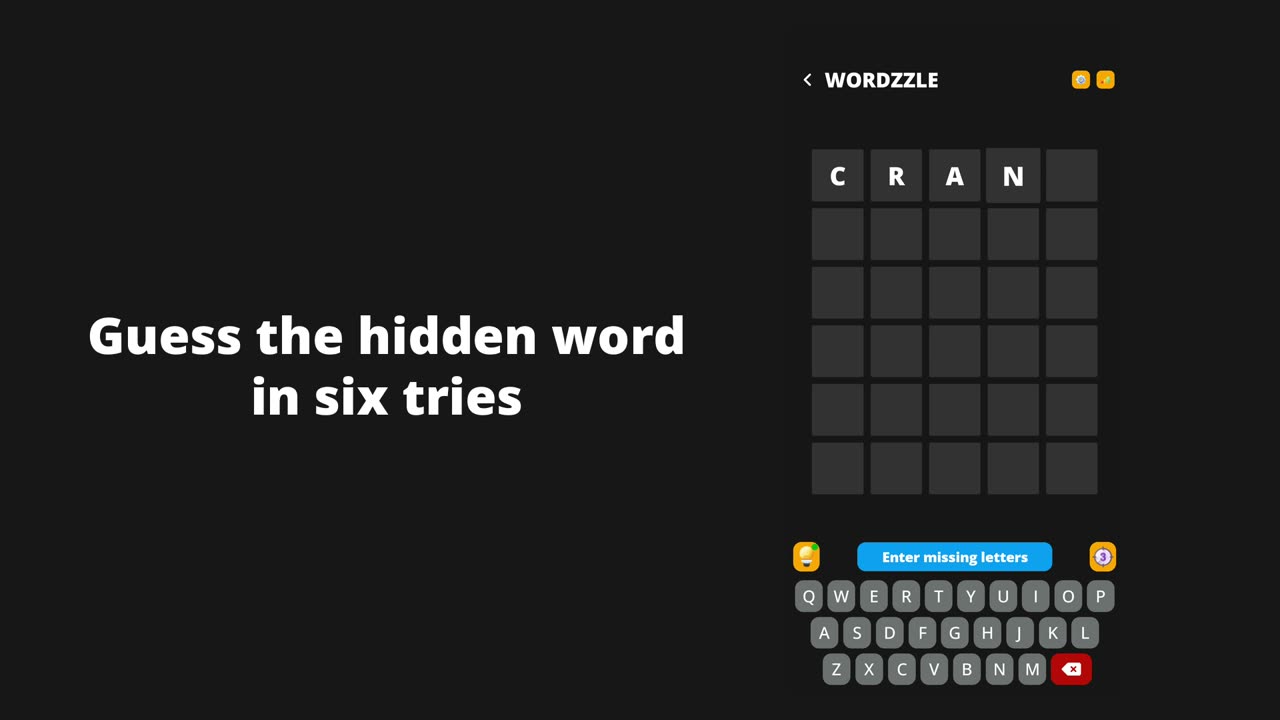 Guess the hidden word
in six tries
WORDZZLE
C R A N
Enter missing letters
3
Q W E R T Y U I O P
A S D F G H J K L
Z X C V B N M